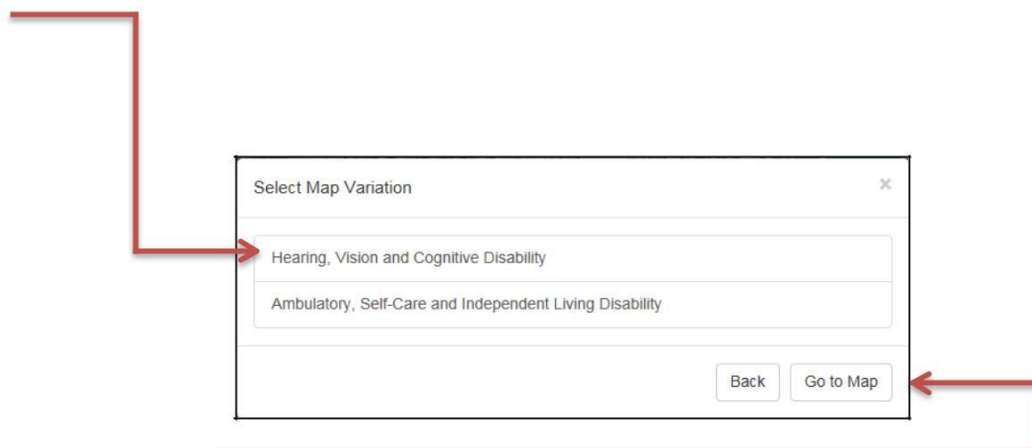 Select Map Variation
×
Hearing, Vision and Cognitive Disability
Ambulatory, Self-Care and Independent Living Disability
Back Go to Map